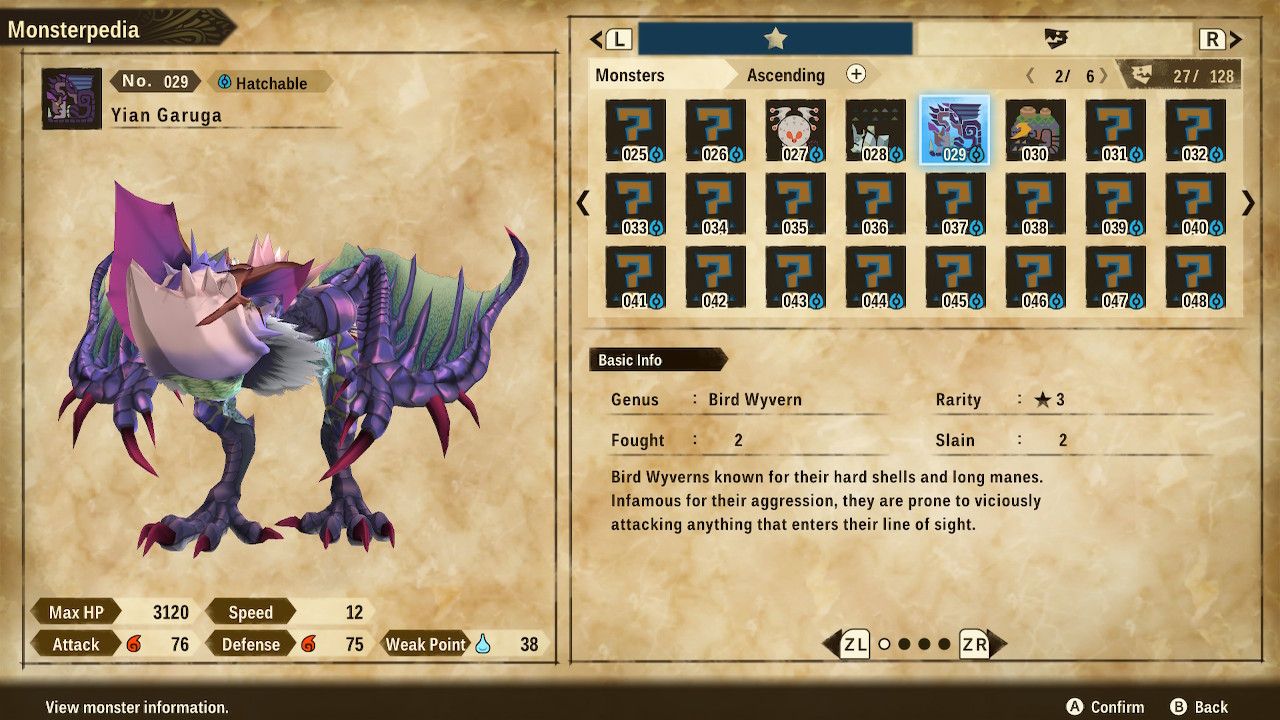 Monsterpedia
No. 029
Hatchable
Yian Garuga
Max HP 3120 Speed 12
Attack 76 Defense 75 Weak Point 38
L R
Monsters Ascending 2/ 6 27/ 128
025 026 027 028 029 030 031 032
033 034 035 036 037 038 039 040
041 042 043 044 045 046 047 048
Basic Info
Genus : Bird Wyvern Rarity : ★ 3
Fought : 2 Slain : 2
Bird Wyverns known for their hard shells and long manes.
Infamous for their aggression, they are prone to viciously
attacking anything that enters their line of sight.
ZL ZR
View monster information.
A Confirm B Back